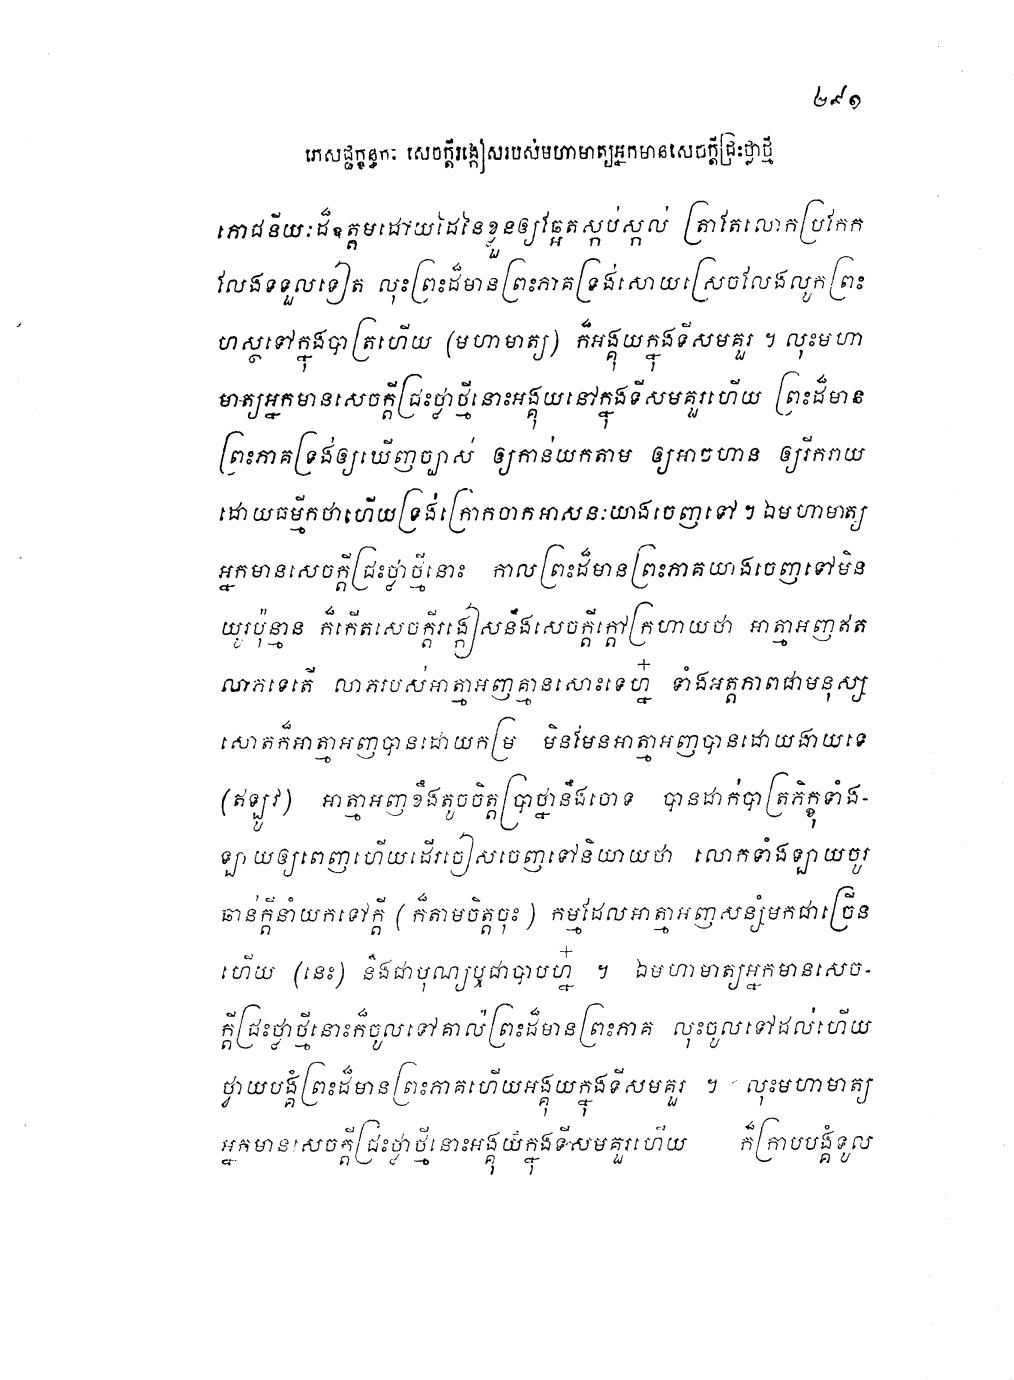 ២៩១
ភេសជ្ជក្ខន្ធកៈ សេចក្តីរង្កៀសរបស់មហាមាត្យអ្នកមានសេចក្តីជ្រះថ្លាថ្មី
ភោជនីយៈដ៏ឧត្តមដោយដៃនៃខ្លួនឲ្យឆ្អែតស្កប់ស្កល់ ត្រាតែលោកប្រកែក
លែងទទួលទៀត លុះព្រះដ៏មានព្រះភាគទ្រង់សោយស្រេចលែងលូកព្រះ
ហស្តទៅក្នុងបាត្រហើយ (មហាមាត្យ) ក៏អង្គុយក្នុងទីសមគួរ ។ លុះមហា
មាត្យអ្នកមានសេចក្តីជ្រះថ្លាថ្មីនោះអង្គុយនៅក្នុងទីសមគួរហើយ ព្រះដ៏មាន
ព្រះភាគទ្រង់ឲ្យឃើញច្បាស់ ឲ្យកាន់យកតាម ឲ្យអាចហាន ឲ្យរីករាយ
ដោយធម្មីកថាហើយទ្រង់ក្រោកចាកអាសនៈយាងចេញទៅ ។ ឯមហាមាត្យ
អ្នកមានសេចក្តីជ្រះថ្លាថ្មីនោះ កាលព្រះដ៏មានព្រះភាគយាងចេញទៅមិន
យូរប៉ុន្មាន ក៏កើតសេចក្តីរង្កៀសនឹងសេចក្តីក្តៅក្រហាយថា អាត្មាអញឥត
លាភទេតើ លាភរបស់អាត្មាអញគ្មានសោះទេហ្ន៎ ទាំងអត្តភាពជាមនុស្ស
សោតក៏អាត្មាអញបានដោយកម្រ មិនមែនអាត្មាអញបានដោយងាយទេ
(ឥឡូវ) អាត្មាអញខឹងតូចចិត្តប្រាថ្នានឹងចោទ បានដាក់បាត្រភិក្ខុទាំង-
ឡាយឲ្យពេញហើយដើរចៀសចេញទៅនិយាយថា លោកទាំងឡាយចូរ
ឆាន់ក្តីនាំយកទៅក្តី ( ក៏តាមចិត្តចុះ ) កម្មដែលអាត្មាអញសន្សំមកជាច្រើន
ហើយ (នេះ) នឹងជាបុណ្យឬជាបាបហ្ន៎ ។ ឯមហាមាត្យអ្នកមានសេច-
ក្តីជ្រះថ្លាថ្មីនោះក៏ចូលទៅគាល់ព្រះដ៏មានព្រះភាគ លុះចូលទៅដល់ហើយ
ថ្វាយបង្គំព្រះដ៏មានព្រះភាគហើយអង្គុយក្នុងទីសមគួរ ។ លុះមហាមាត្យ
អ្នកមានសេចក្តីជ្រះថ្លាថ្មីនោះអង្គុយក្នុងទីសមគួរហើយ ក៏ក្រាបបង្គំទូល